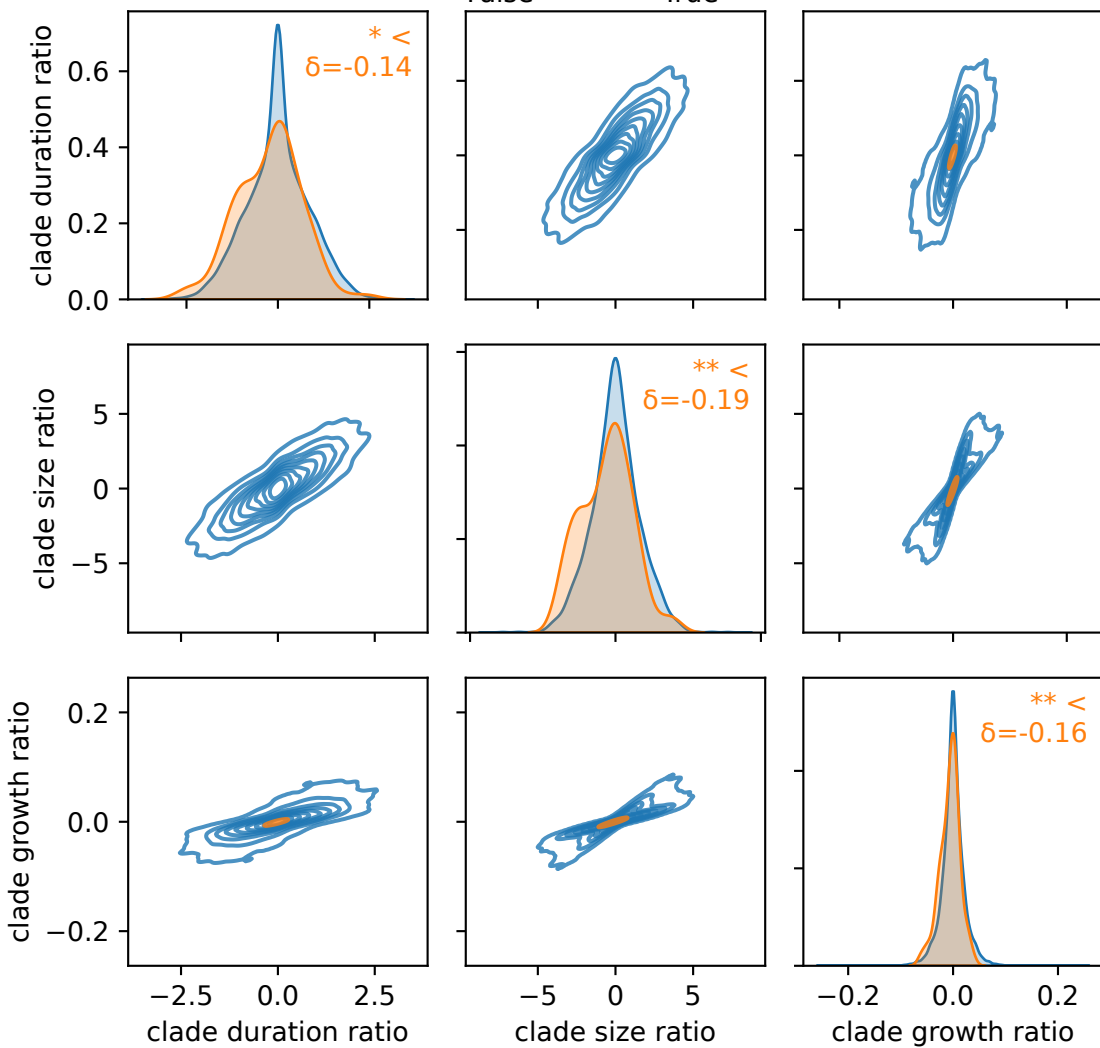 True
* <
δ=-0.14
clade duration ratio
0.6
0.4
0.2
0.0
** <
δ=-0.19
clade size ratio
5
0
−5
** <
δ=-0.16
clade growth ratio
0.2
0.0
−0.2
−2.5 0.0 2.5 −5 0 5 −0.2 0.0 0.2
clade duration ratio clade size ratio clade growth ratio